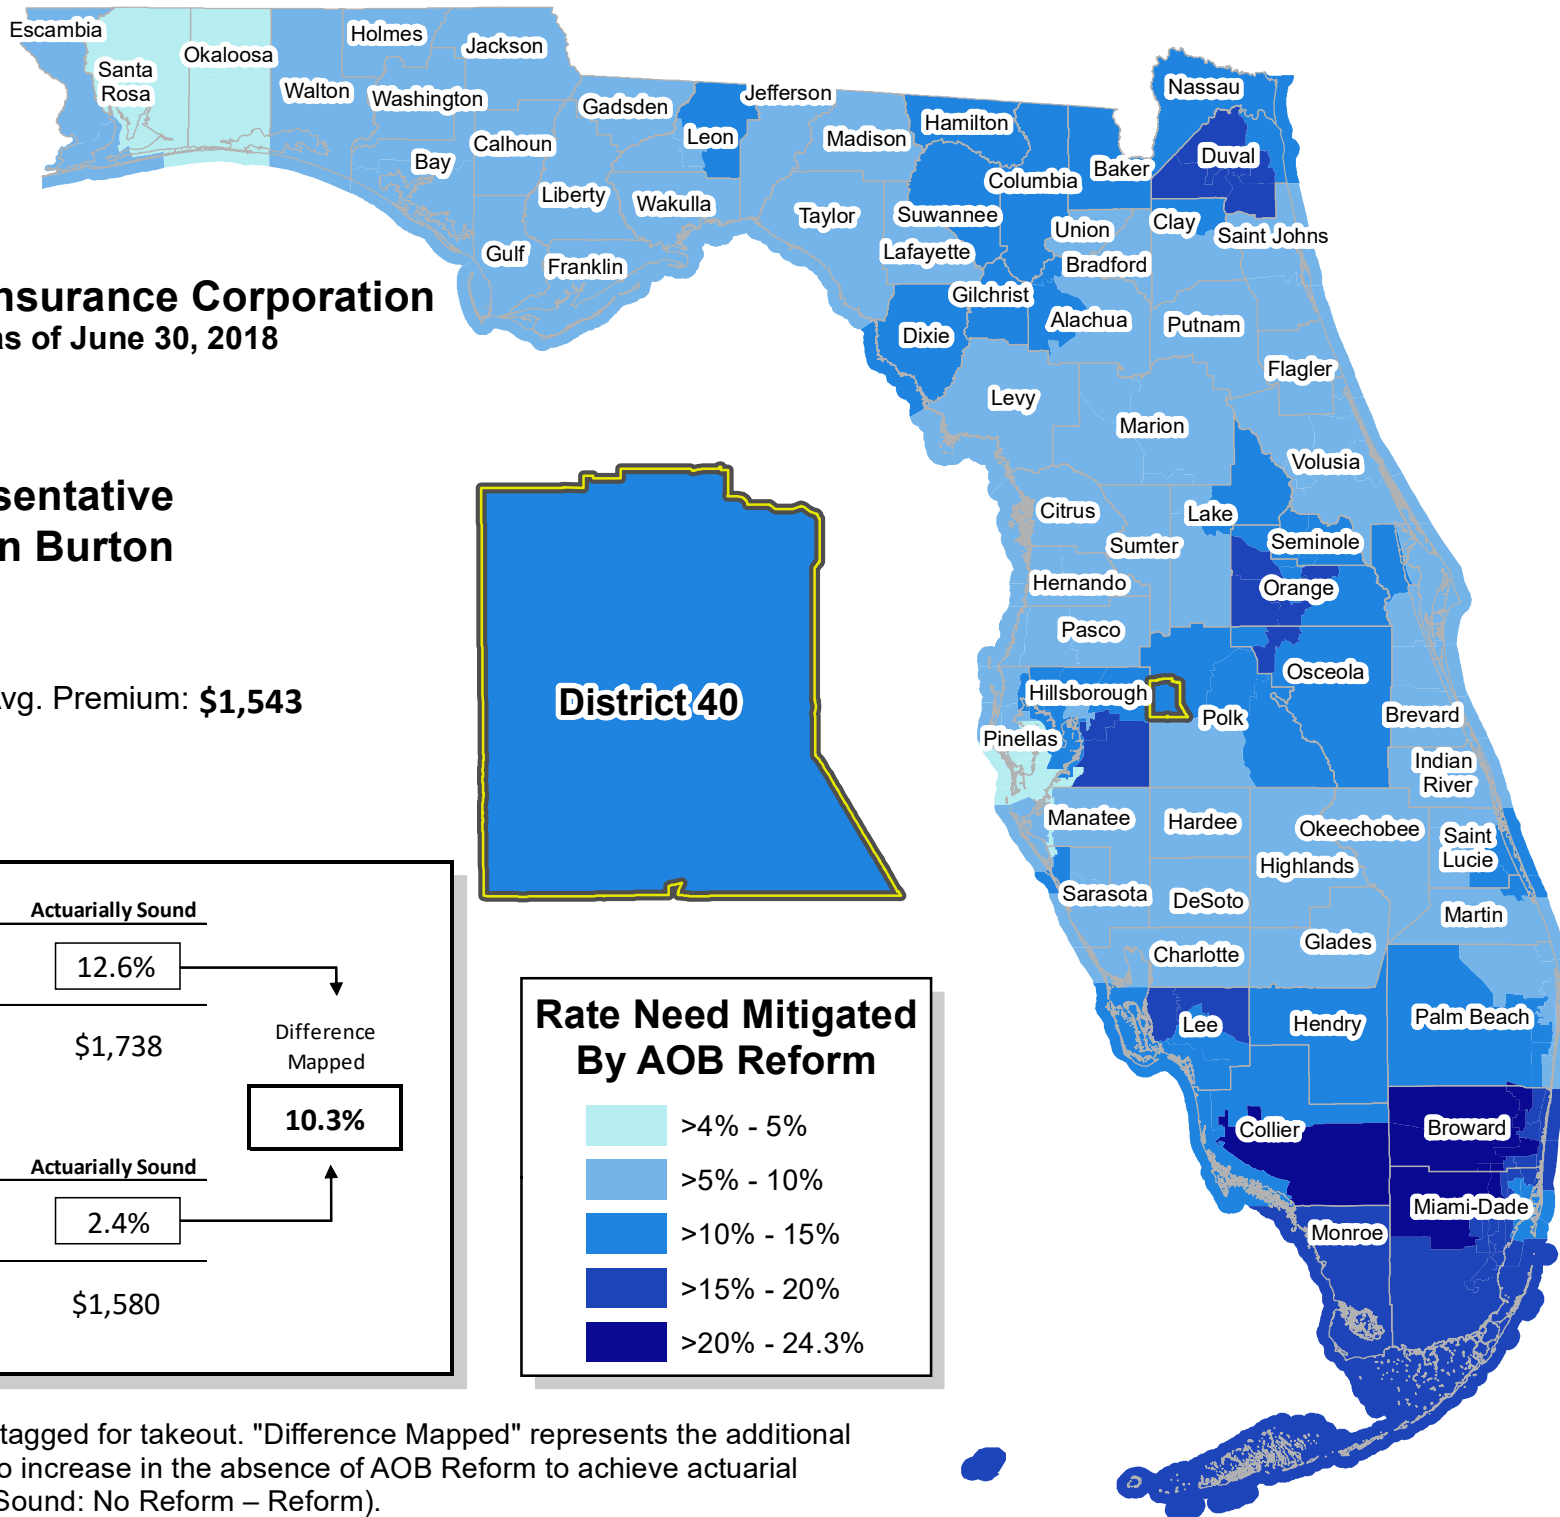 Escambia
Santa
Rosa
Okaloosa
Holmes
Jackson
Walton
Washington
Bay
Calhoun
Gadsden
Liberty
Gulf
Franklin
Wakulla
Leon
Jefferson
Madison
Taylor
Hamilton
Suwannee
Lafayette
Columbia
Baker
Nassau
Duval
Union
Clay
Saint Johns
Bradford
Gilchrist
Dixie
Alachua
Putnam
Flagler
Levy
Marion
Volusia
Citrus
Lake
Sumter
Seminole
Hernando
Orange
Pasco
Osceola
Hillsborough
Polk
Pinellas
Brevard
Indian
River
Manatee
Hardee
Okeechobee
Saint
Lucie
Highlands
Sarasota
DeSoto
Martin
Charlotte
Glades
Lee
Hendry
Palm Beach
Collier
Broward
Miami-Dade
Monroe
nsurance Corporation
as of June 30, 2018
sentative
n Burton
vg. Premium: $1,543
District 40
Actuarially Sound
12.6%
$1,738
Difference
Mapped
10.3%
Actuarially Sound
2.4%
$1,580
Rate Need Mitigated
By AOB Reform
>4% - 5%
>5% - 10%
>10% - 15%
>15% - 20%
>20% - 24.3%
tagged for takeout. "Difference Mapped" represents the additional
o increase in the absence of AOB Reform to achieve actuarial
Sound: No Reform – Reform).